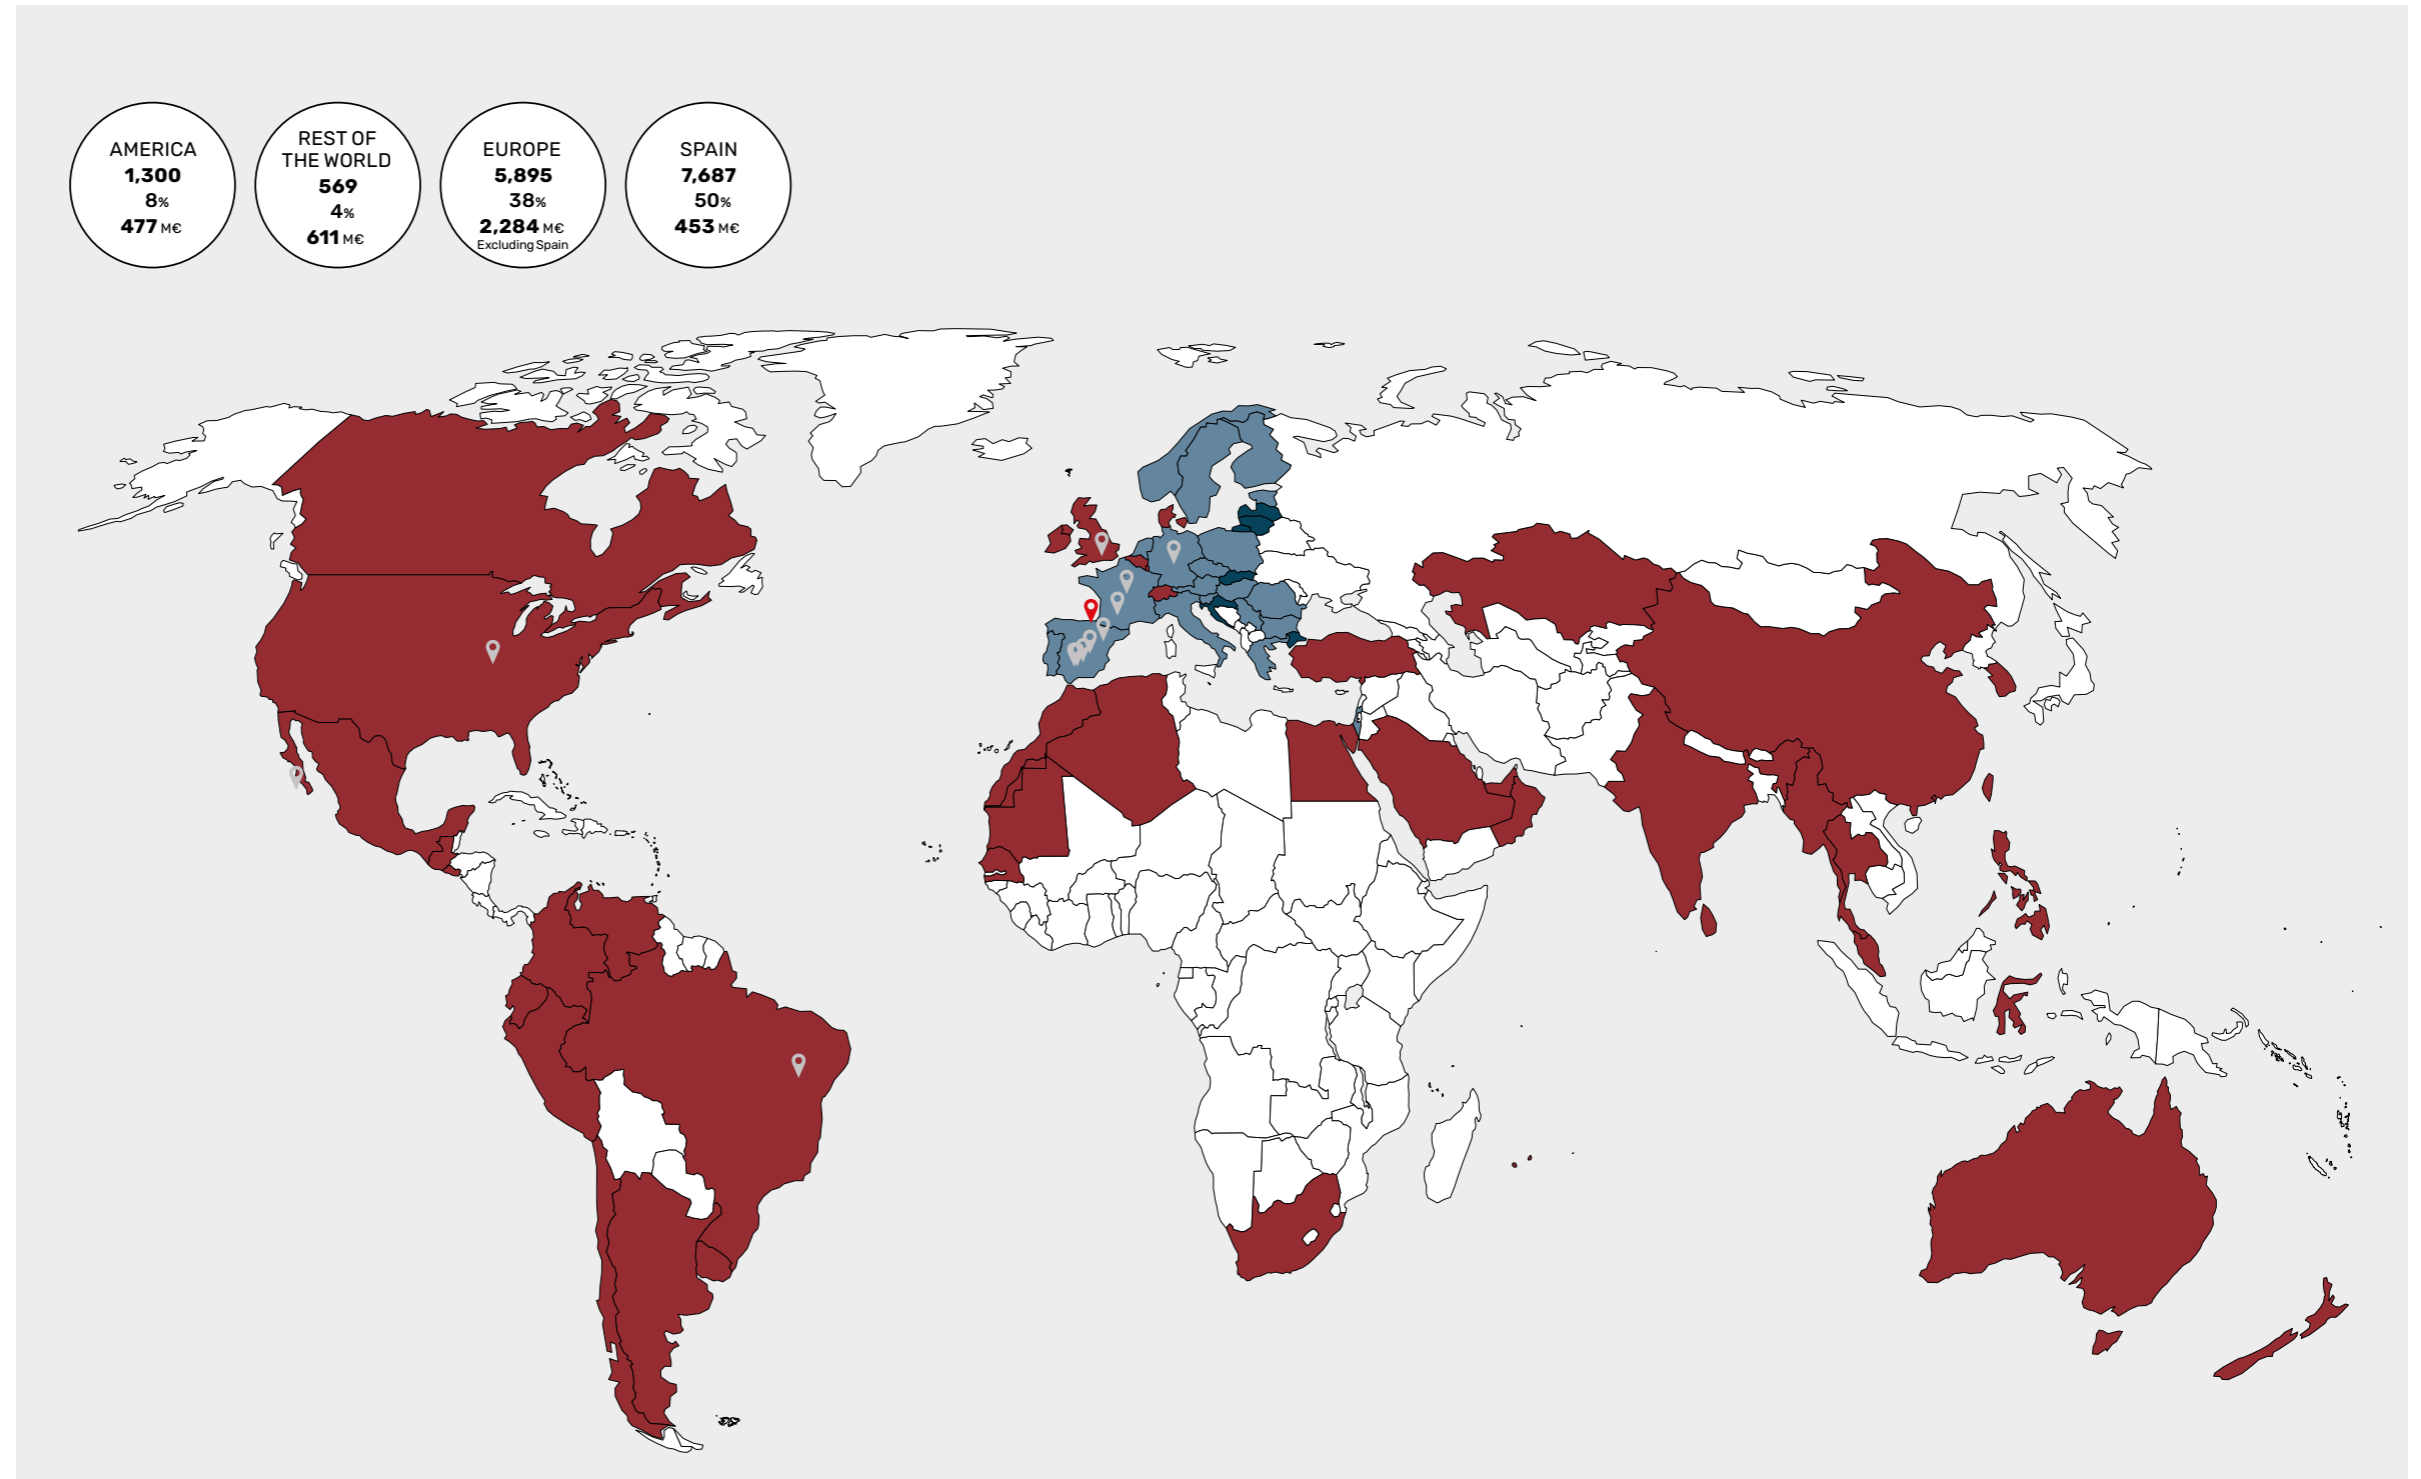 AMERICA
1,300
8%
477 M€
REST OF
THE WORLD
569
4%
611 M€
EUROPE
5,895
38%
2,284 M€
Excluding Spain
SPAIN
7,687
50%
453 M€